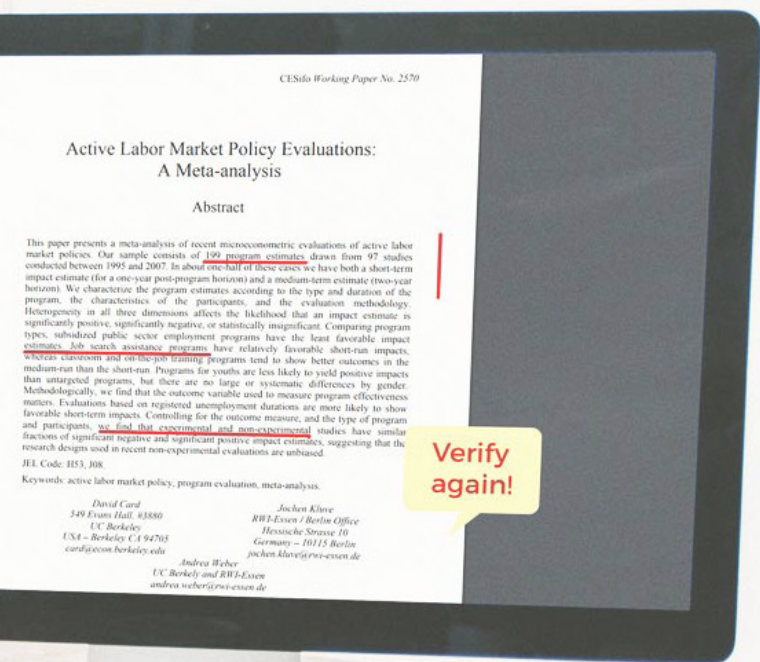 CESifo Working Paper No. 2570
Active Labor Market Policy Evaluations:
A Meta-analysis
Abstract
This paper presents a meta-analysis of recent microeconometric evaluations of active labor
market policies. Our sample consists of 199 program estimates drawn from 97 studies
conducted between 1995 and 2007. In about one-half of these cases we have both a short-term
impact estimate (for a one-year post-program horizon) and a medium-term estimate (two-year
horizon). We characterize the program estimates according to the type and duration of the
program, the characteristics of the participants, and the evaluation methodology.
Heterogeneity in all three dimensions affects the likelihood that an impact estimate is
significantly positive, significantly negative, or statistically insignificant. Comparing program
types, subsidized public sector employment programs have the least favorable impact
estimates. Job search assistance programs have relatively favorable short-run impacts,
whereas classroom and on-the-job training programs tend to show better outcomes in the
medium-run than the short-run. Programs for youths are less likely to yield positive impacts
than untargeted programs, but there are no large or systematic differences by gender.
Methodologically, we find that the outcome variable used to measure program effectiveness
matters. Evaluations based on registered unemployment durations are more likely to show
favorable short-term impacts. Controlling for the outcome measure, and the type of program
and participants, we find that experimental and non-experimental studies have similar
fractions of significant negative and significant positive impact estimates, suggesting that the
research designs used in recent non-experimental evaluations are unbiased.
JEL Code: H53, J08.
Keywords: active labor market policy, program evaluation, meta-analysis.
David Card
549 Evans Hall, #3880
UC Berkeley
USA – Berkeley CA 94705
card@econ.berkeley.edu
Jochen Kluve
RWI-Essen / Berlin Office
Hessische Strasse 10
Germany – 10115 Berlin
jochen.kluve@rwi-essen.de
Andrea Weber
UC Berkely and RWI-Essen
andrea.weber@rwi-essen.de
Verify
again!